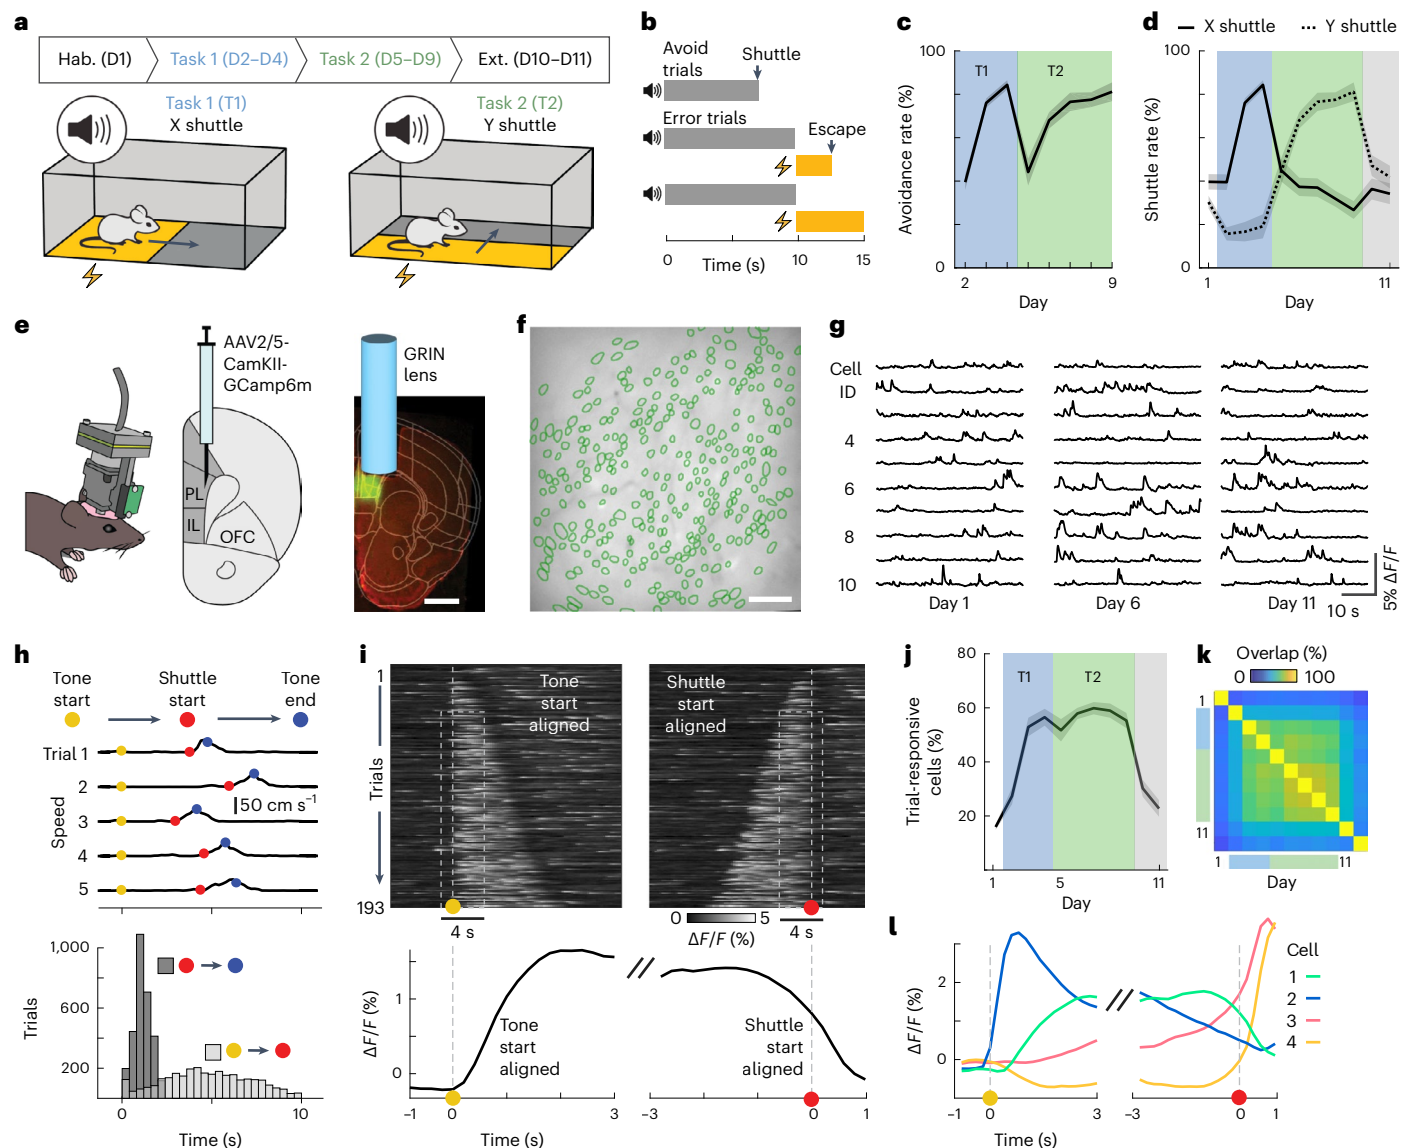 a
Hab. (D1)
Task 1 (D2–D4)
Task 2 (D5–D9)
Ext. (D10–D11)
Task 1 (T1)
X shuttle
Task 2 (T2)
Y shuttle
b
Avoid
trials
Shuttle
Error trials
Escape
0
10
15
Time (s)
c
100
T1
T2
Avoidance rate (%)
0
2
9
Day
d
X shuttle
Y shuttle
100
Shuttle rate (%)
0
1
11
Day
e
AAV2/5-
CamKII-
GCamp6m
PL
IL
OFC
GRIN
lens
f
g
Cell
ID
4
6
8
10
Day 1
Day 6
Day 11
5% ΔF/F
10 s
h
Tone
start
Shuttle
start
Tone
end
Trial 1
2
3
4
5
Speed
50 cm s⁻¹
1,000
600
200
Trials
0
10
Time (s)
i
1
Trials
193
Tone
start
aligned
Shuttle
start
aligned
4 s
0
5
ΔF/F (%)
4 s
ΔF/F (%)
1
0
Tone
start
aligned
Shuttle
start
aligned
–1
0
3
–3
0
1
Time (s)
Time (s)
j
80
60
40
20
Trial-responsive
cells (%)
T1
T2
1
5
11
Day
k
Overlap (%)
0
100
1
11
1
11
Day
l
2
0
ΔF/F (%)
Cell
1
2
3
4
–1
0
3
–3
0
1
Time (s)
Time (s)